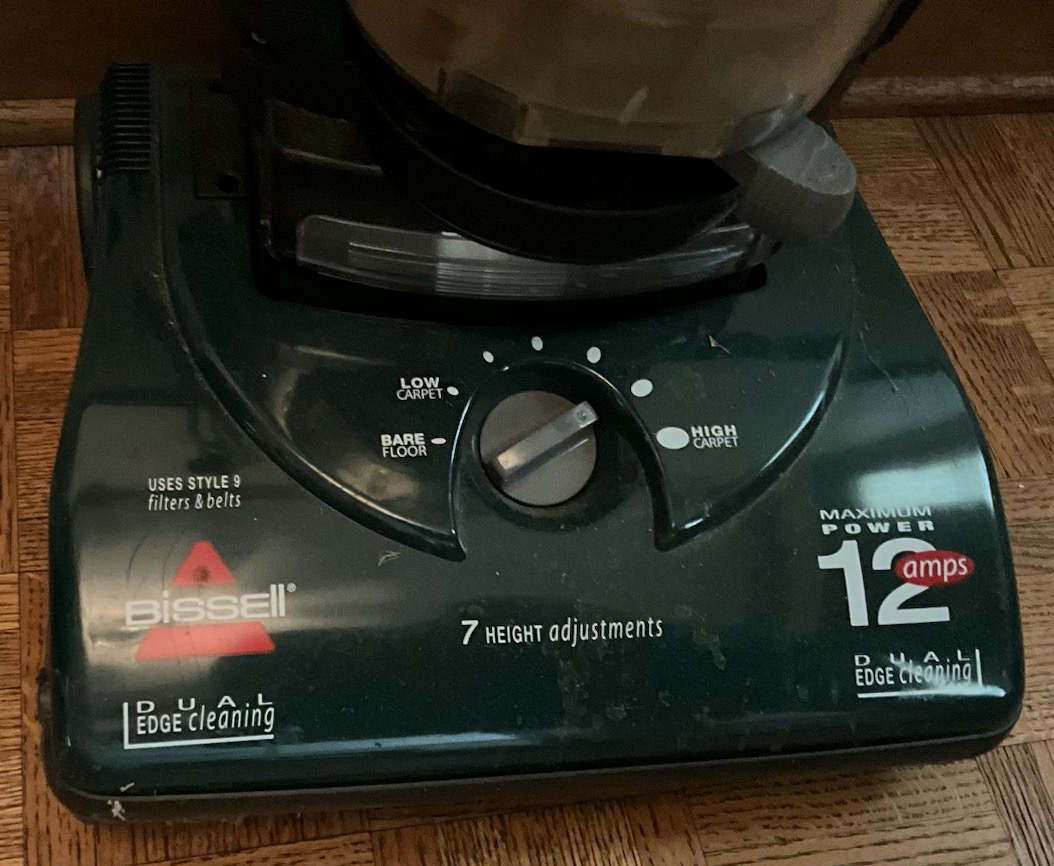 LOW
CARPET
BARE
FLOOR
HIGH
CARPET
USES STYLE 9
filters & belts
BISSELL®
DUAL
EDGE cleaning
7 HEIGHT adjustments
MAXIMUM
POWER
12 amps
DUAL
EDGE cleaning